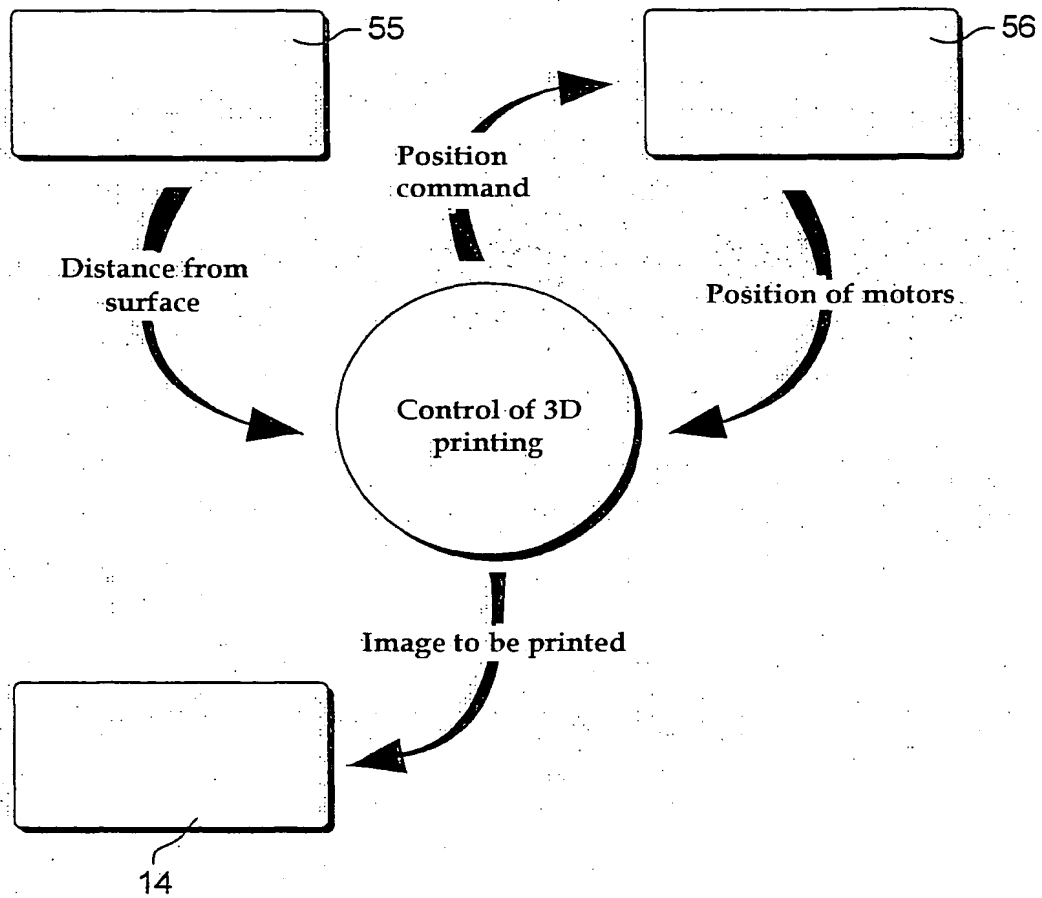 55
56
Position
command
Distance from
surface
Position of motors
Control of 3D
printing
Image to be printed
14